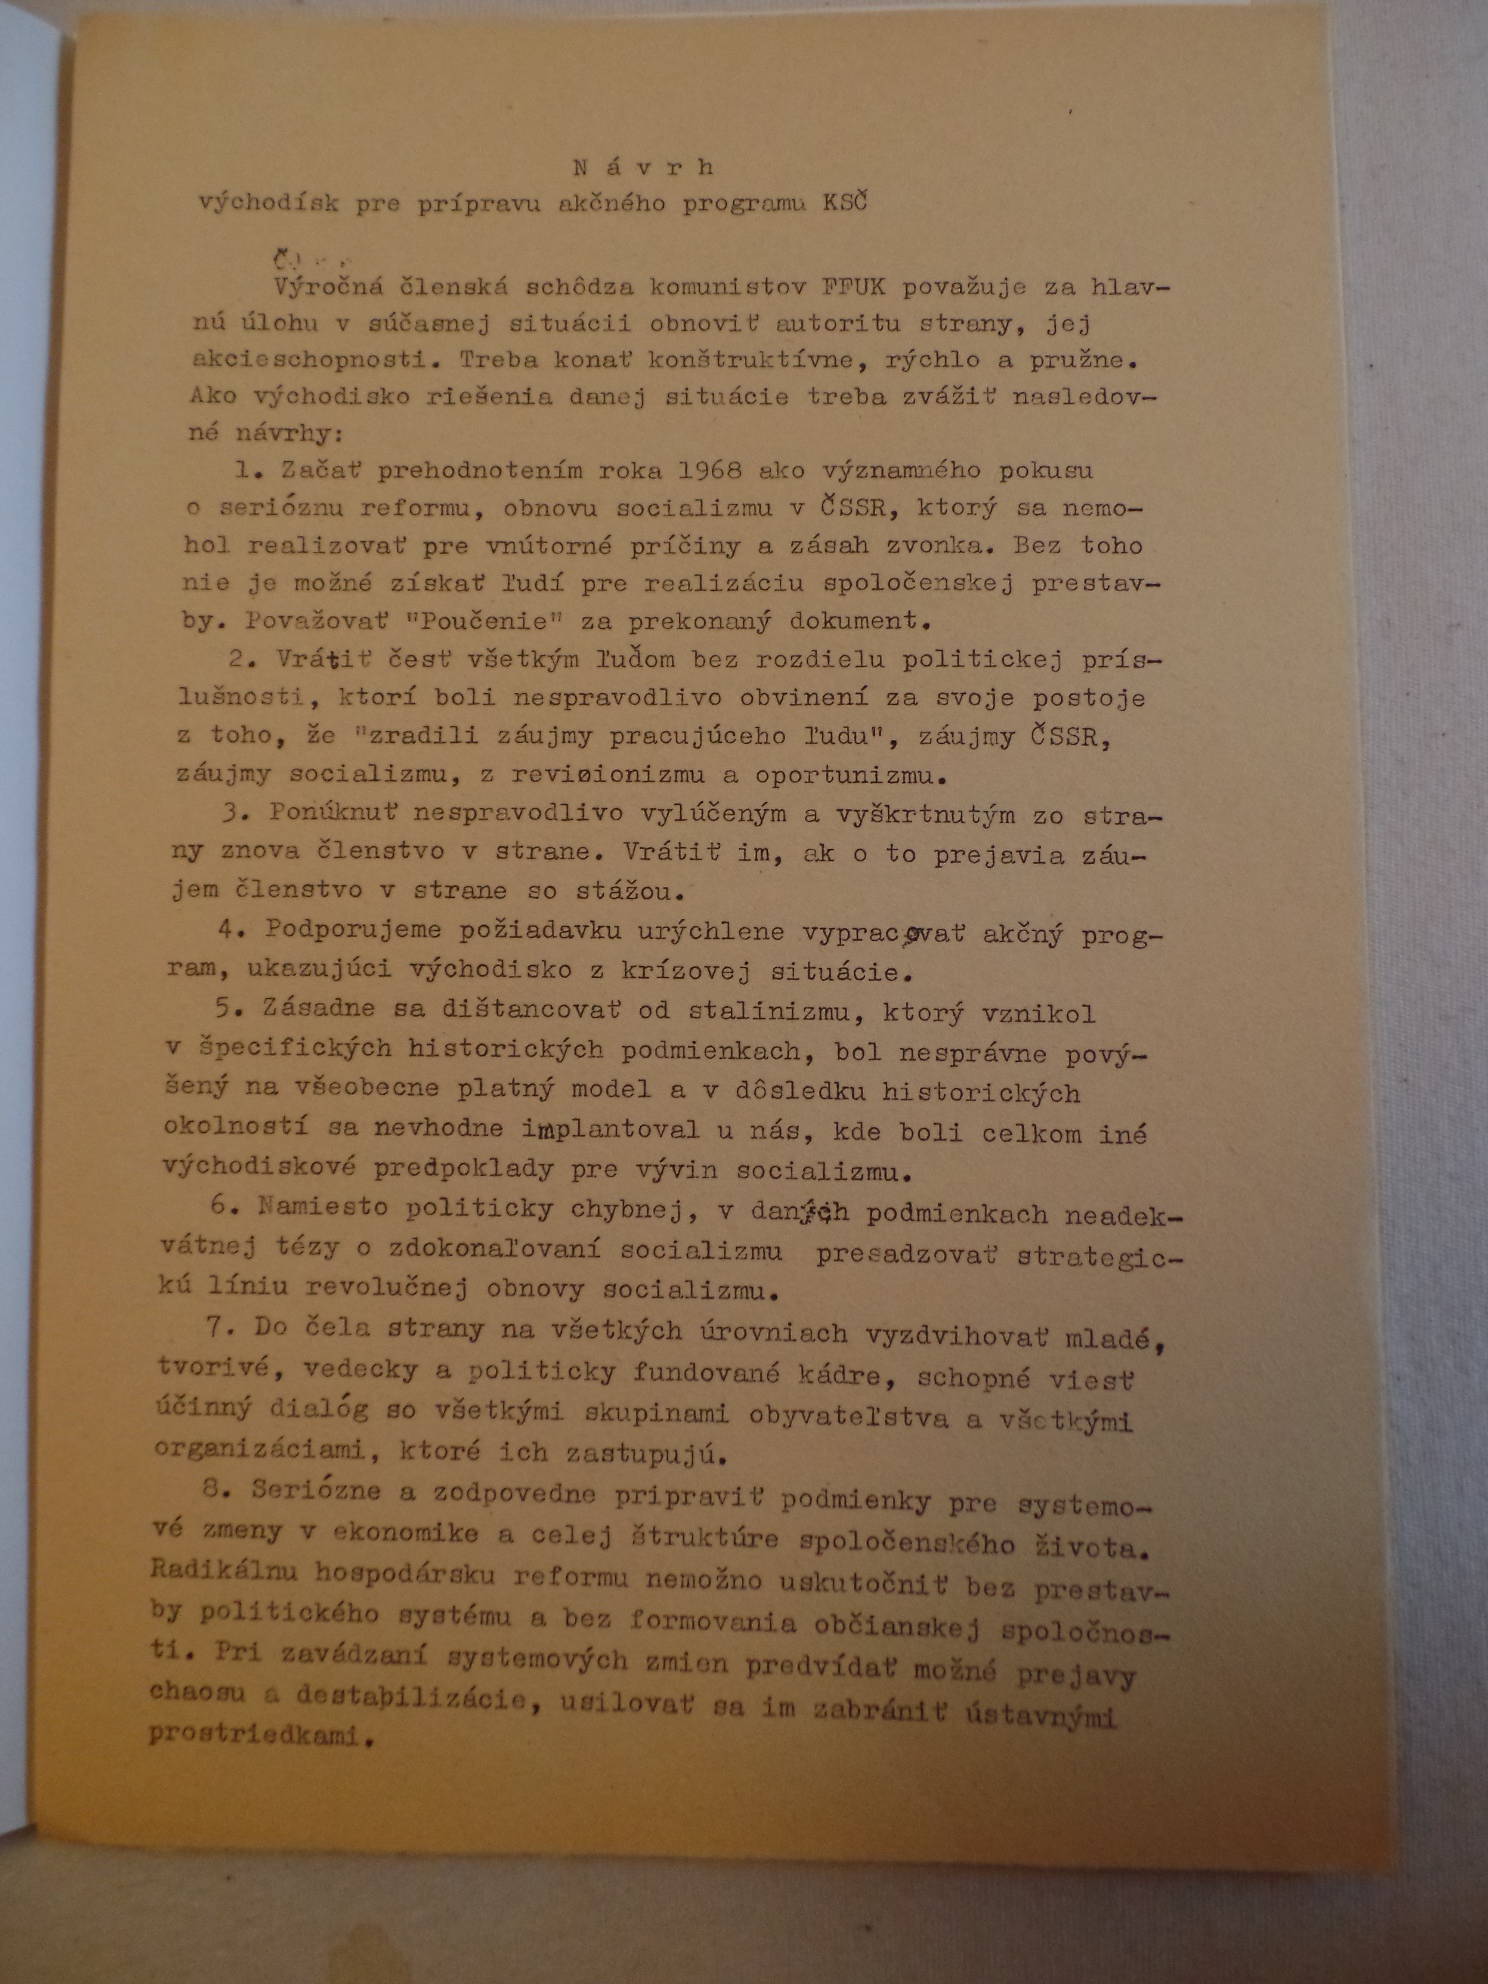 N á v r h
východísk pre prípravu akčného programu KSČ
Výročná členská schôdza komunistov FFUK považuje za hlav-
nú úlohu v súčasnej situácii obnoviť autoritu strany, jej
akcieschopnosti. Treba konať konštruktívne, rýchlo a pružne.
Ako východisko riešenia danej situácie treba zvážiť nasledov-
né návrhy:
1. Začať prehodnotením roka 1968 ako významného pokusu
o serióznu reformu, obnovu socializmu v ČSSR, ktorý sa nemo-
hol realizovať pre vnútorné príčiny a zásah zvonka. Bez toho
nie je možné získať ľudí pre realizáciu spoločenskej prestav-
by. Považovať "Poučenie" za prekonaný dokument.
2. Vrátiť česť všetkým ľuďom bez rozdielu politickej prís-
lušnosti, ktorí boli nespravodlivo obvinení za svoje postoje
z toho, že "zradili záujmy pracujúceho ľudu", záujmy ČSSR,
záujmy socializmu, z revisionizmu a oportunizmu.
3. Ponúknuť nespravodlivo vylúčeným a vyškrtnutým zo stra-
ny znova členstvo v strane. Vrátiť im, ak o to prejavia záu-
jem členstvo v strane so stážou.
4. Podporujeme požiadavku urýchlene vypracovať akčný prog-
ram, ukazujúci východisko z krízovej situácie.
5. Zásadne sa dištancovať od stalinizmu, ktorý vznikol
v špecifických historických podmienkach, bol nesprávne pový-
šený na všeobecne platný model a v dôsledku historických
okolností sa nevhodne implantoval u nás, kde boli celkom iné
východiskové predpoklady pre vývin socializmu.
6. Namiesto politicky chybnej, v daných podmienkach neadek-
vátnej tézy o zdokonaľovaní socializmu presadzovať strategic-
kú líniu revolučnej obnovy socializmu.
7. Do čela strany na všetkých úrovniach vyzdvihovať mladé,
tvorivé, vedecky a politicky fundované kádre, schopné viesť
účinný dialóg so všetkými skupinami obyvateľstva a všetkými
organizáciami, ktoré ich zastupujú.
8. Seriózne a zodpovedne pripraviť podmienky pre systemo-
vé zmeny v ekonomike a celej štruktúre spoločenského života.
Radikálnu hospodársku reformu nemožno uskutočniť bez prestav-
by politického systému a bez formovania občianskej spoločnos-
ti. Pri zavádzaní systemových zmien predvídať možné prejavy
chaosu a destabilizácie, usilovať sa im zabrániť ústavnými
prostriedkami.